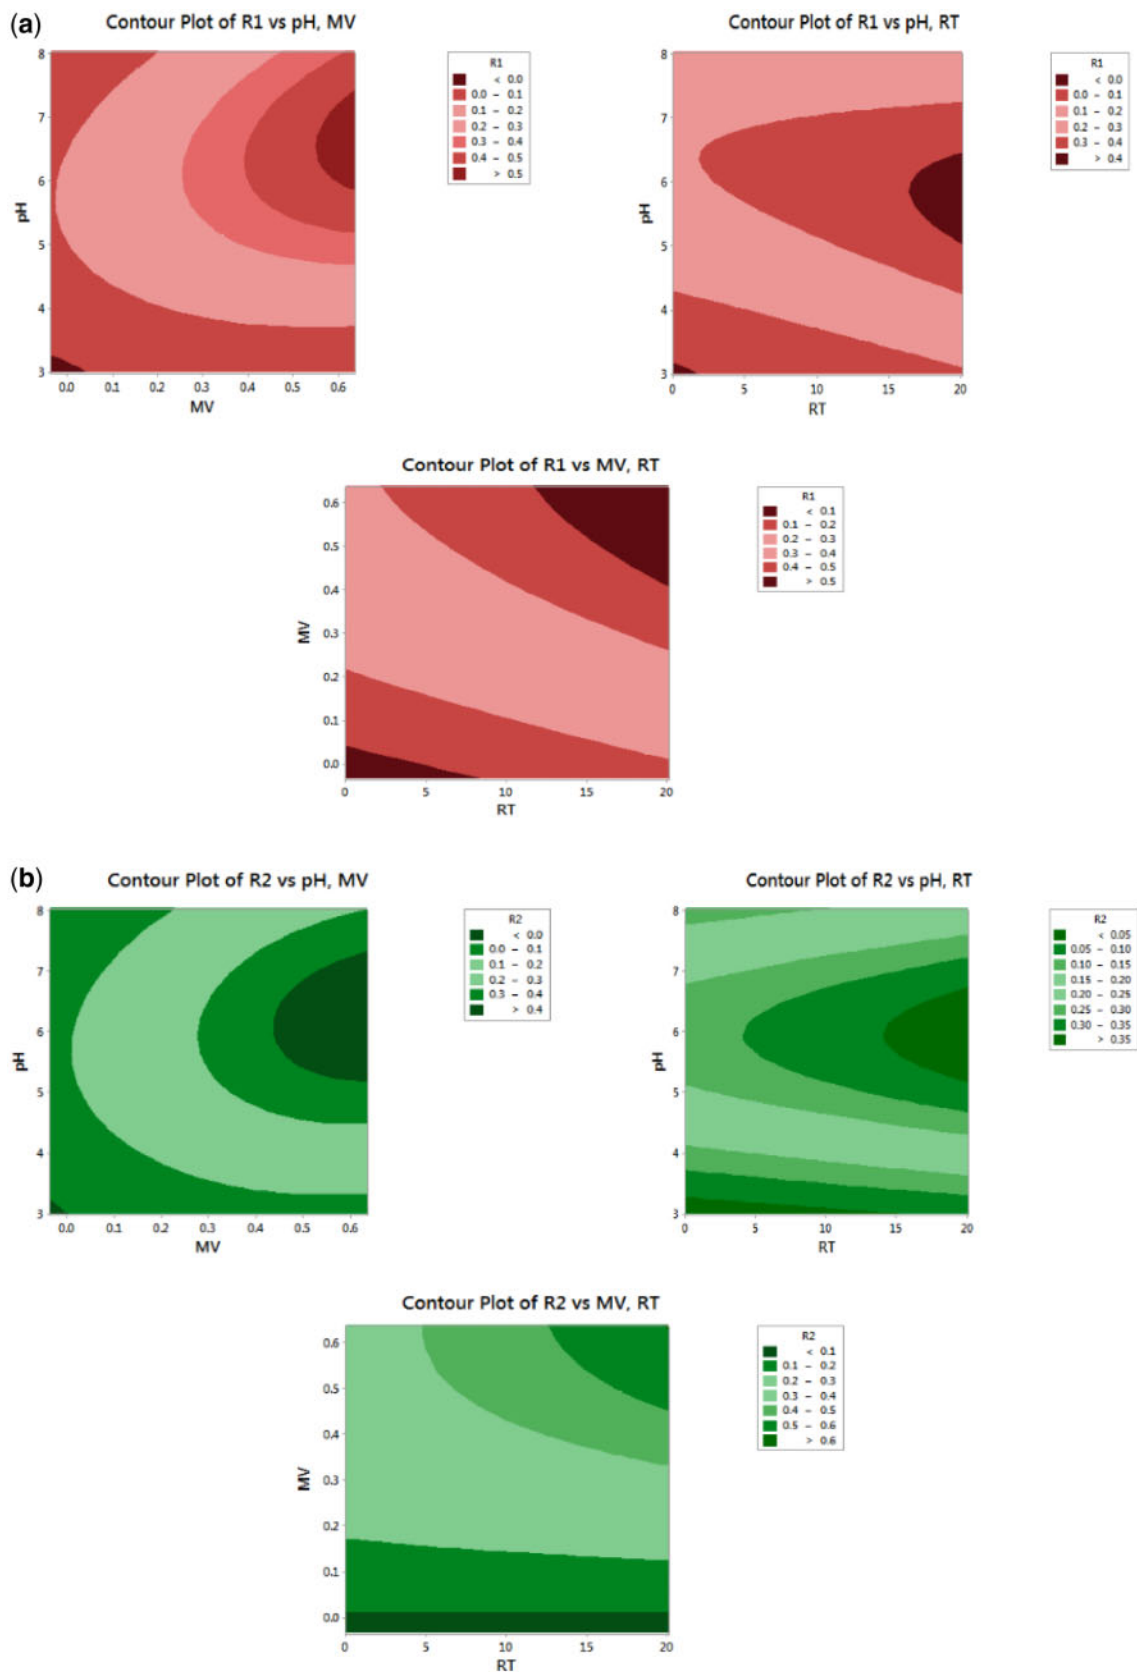 (a)
Contour Plot of R1 vs pH, MV
R1
< 0.0
0.0 – 0.1
0.1 – 0.2
0.2 – 0.3
0.3 – 0.4
0.4 – 0.5
> 0.5
8
7
6
5
4
3
pH
0.0 0.1 0.2 0.3 0.4 0.5 0.6
MV
Contour Plot of R1 vs pH, RT
R1
< 0.0
0.0 – 0.1
0.1 – 0.2
0.2 – 0.3
0.3 – 0.4
> 0.4
8
7
6
5
4
3
pH
0 5 10 15 20
RT
Contour Plot of R1 vs MV, RT
R1
< 0.1
0.1 – 0.2
0.2 – 0.3
0.3 – 0.4
0.4 – 0.5
> 0.5
0.6
0.5
0.4
0.3
0.2
0.1
0.0
MV
0 5 10 15 20
RT
(b)
Contour Plot of R2 vs pH, MV
R2
< 0.0
0.0 – 0.1
0.1 – 0.2
0.2 – 0.3
0.3 – 0.4
> 0.4
8
7
6
5
4
3
pH
0.0 0.1 0.2 0.3 0.4 0.5 0.6
MV
Contour Plot of R2 vs pH, RT
R2
< 0.05
0.05 – 0.10
0.10 – 0.15
0.15 – 0.20
0.20 – 0.25
0.25 – 0.30
0.30 – 0.35
> 0.35
8
7
6
5
4
3
pH
0 5 10 15 20
RT
Contour Plot of R2 vs MV, RT
R2
< 0.1
0.1 – 0.2
0.2 – 0.3
0.3 – 0.4
0.4 – 0.5
0.5 – 0.6
> 0.6
0.6
0.5
0.4
0.3
0.2
0.1
0.0
MV
0 5 10 15 20
RT